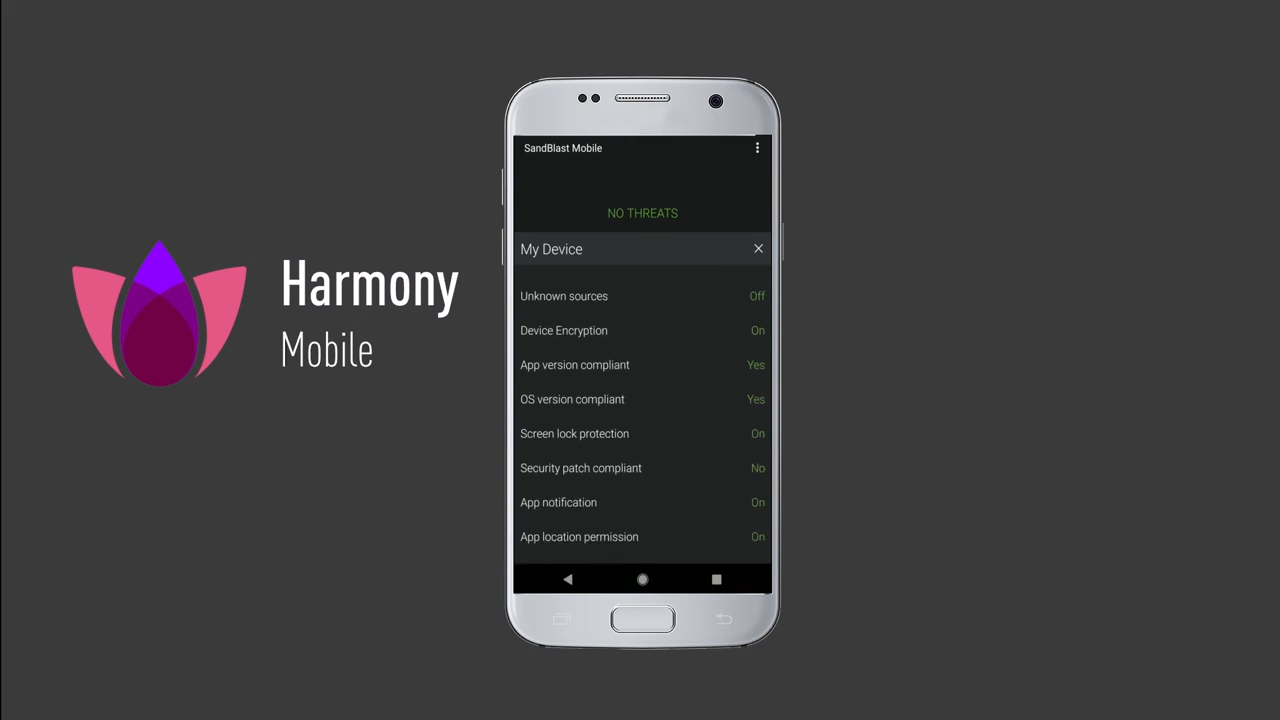 Harmony
Mobile
SandBlast Mobile
NO THREATS
My Device
Unknown sources Off
Device Encryption On
App version compliant Yes
OS version compliant Yes
Screen lock protection On
Security patch compliant No
App notification On
App location permission On